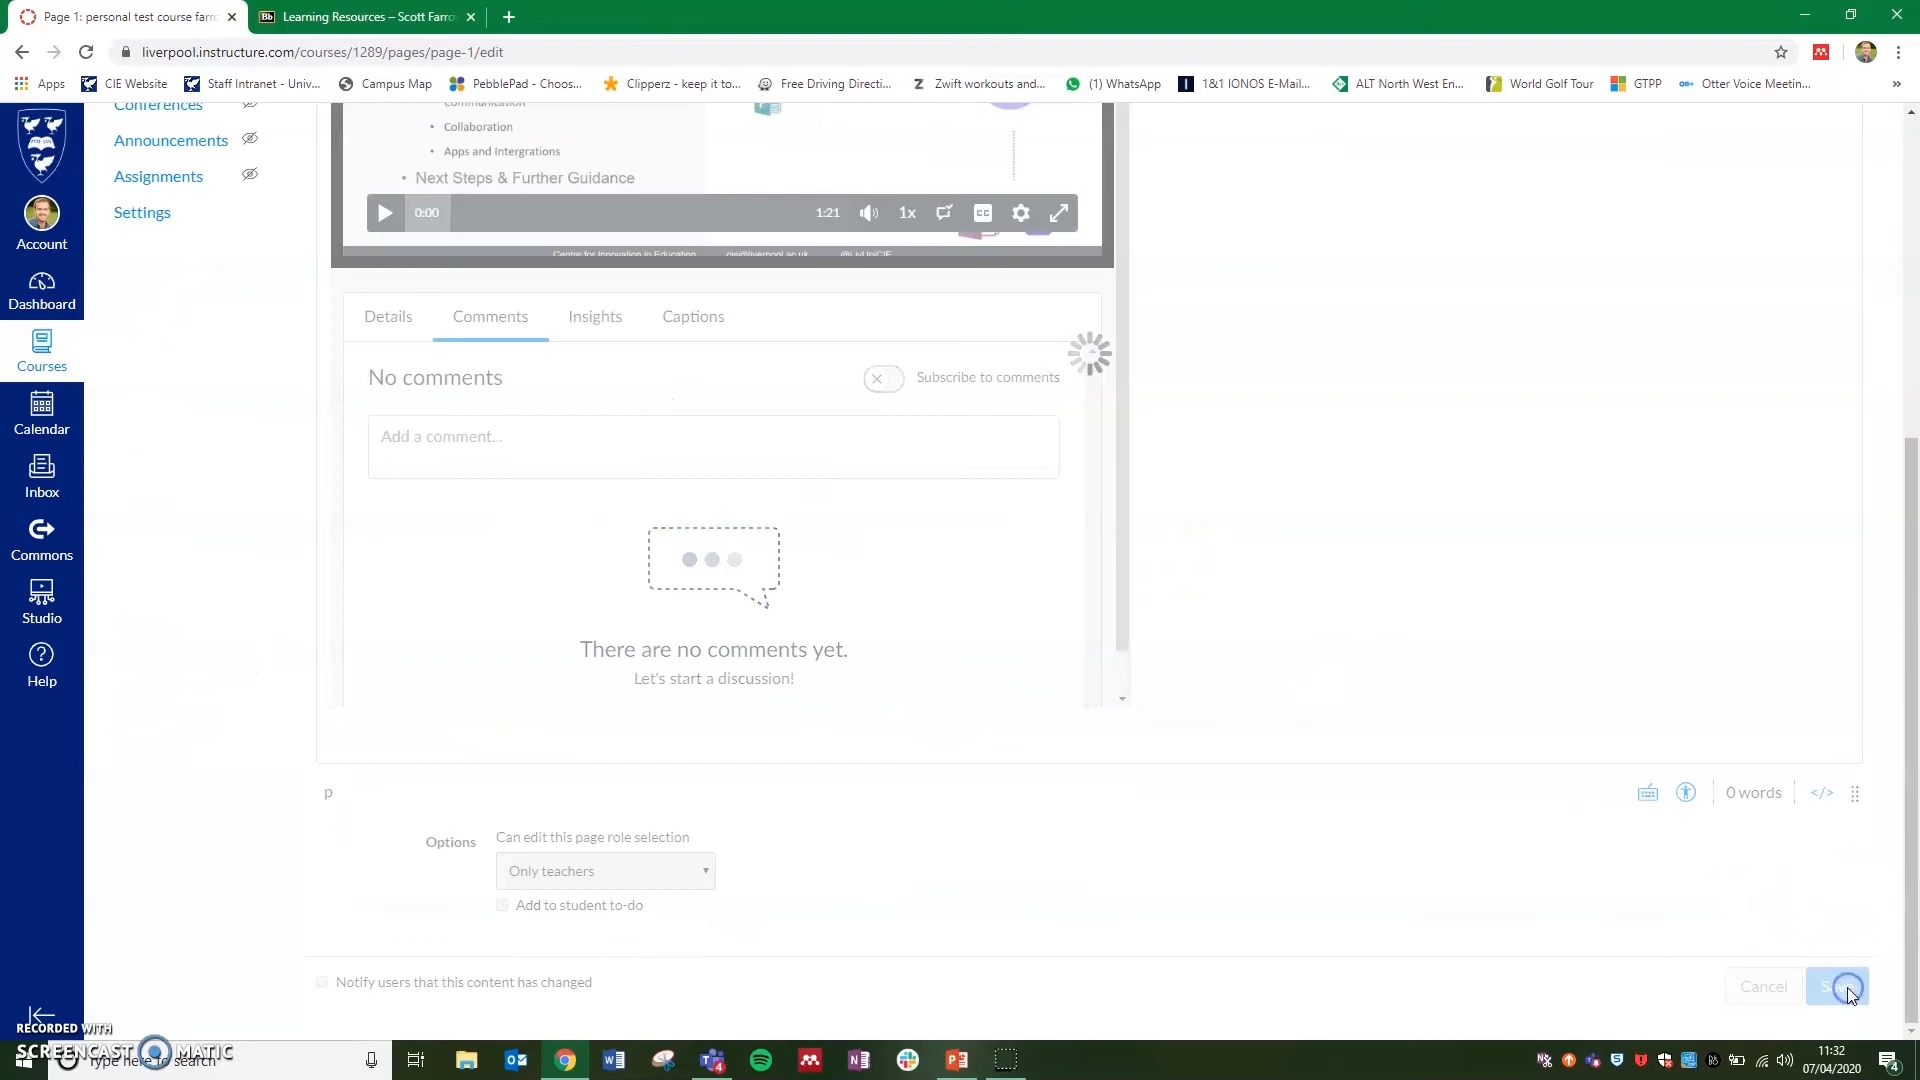 Page 1: personal test course farro
Learning Resources – Scott Farro
liverpool.instructure.com/courses/1289/pages/page-1/edit
Apps
CIE Website
Staff Intranet - Univ...
Campus Map
PebblePad - Choos...
Clipperz - keep it to...
Free Driving Directi...
Zwift workouts and...
(1) WhatsApp
1&1 IONOS E-Mail...
ALT North West En...
World Golf Tour
GTPP
Otter Voice Meetin...
»
Account
Dashboard
Courses
Calendar
Inbox
Commons
Studio
Help
Conferences
Announcements
Assignments
Settings
Communication
• Collaboration
• Apps and Intergrations
• Next Steps & Further Guidance
0:00
1:21
1x
CC
Centre for Innovation in Education
cie@liverpool.ac.uk
@LivUniCIE
Details
Comments
Insights
Captions
No comments
Subscribe to comments
Add a comment...
There are no comments yet.
Let's start a discussion!
p
0 words
</>
Options
Can edit this page role selection
Only teachers
Add to student to-do
Notify users that this content has changed
Cancel
Save
RECORDED WITH
SCREENCAST MATIC
Type here to search
11:32
07/04/2020